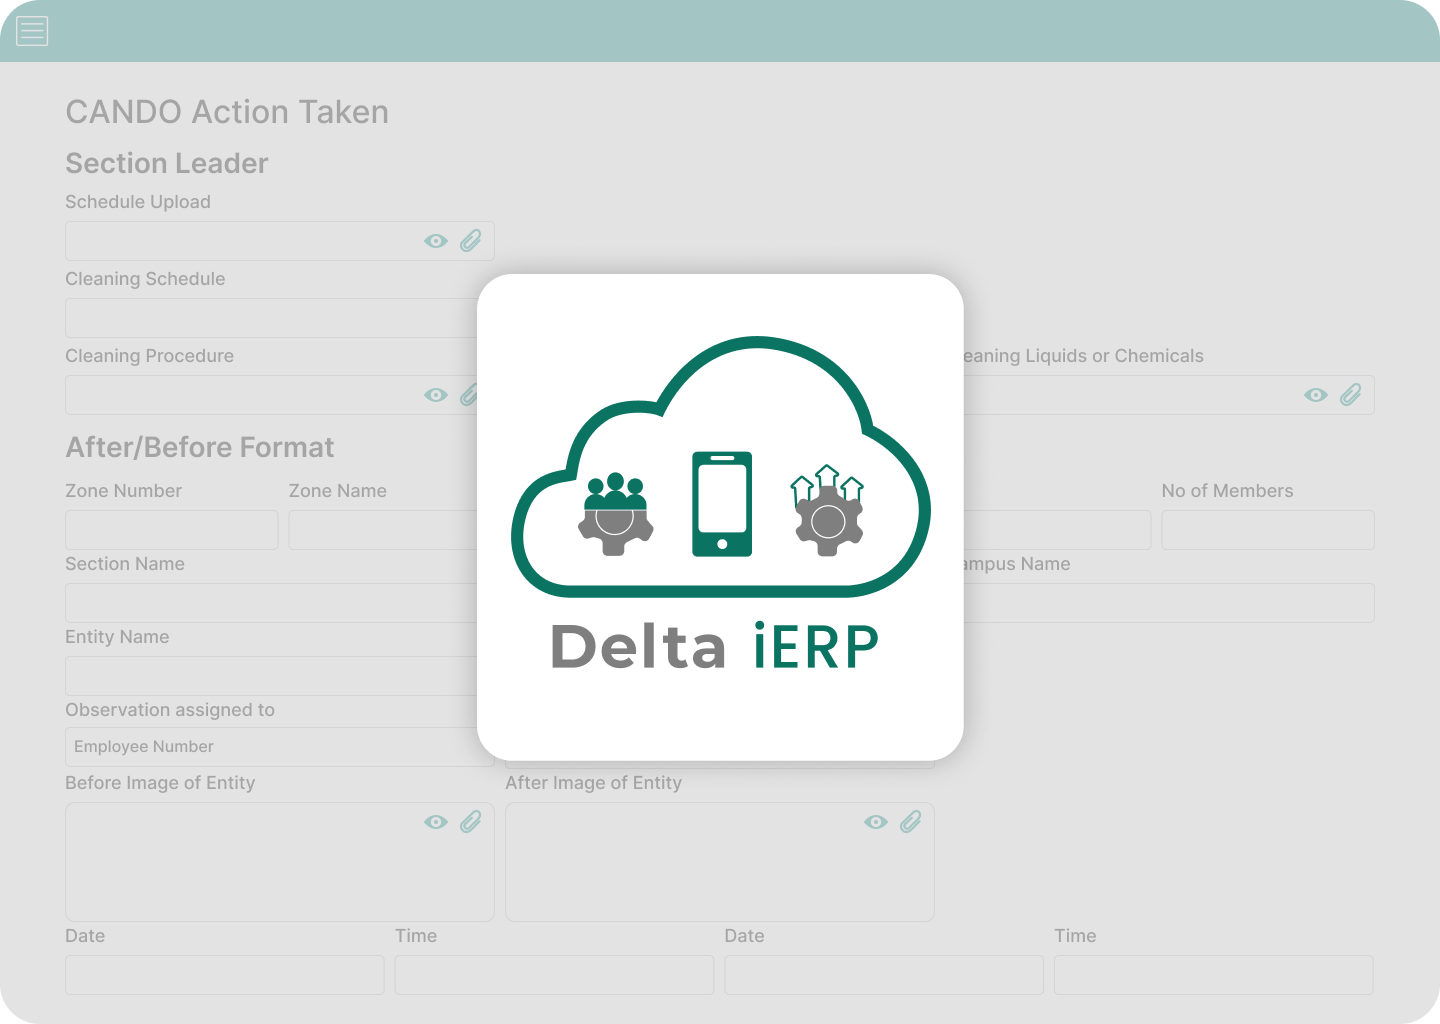 CANDO Action Taken
Section Leader
Schedule Upload
Cleaning Schedule
Cleaning Procedure
eaning Liquids or Chemicals
After/Before Format
Zone Number
Zone Name
No of Members
Section Name
ampus Name
Entity Name
Observation assigned to
Employee Number
Before Image of Entity
After Image of Entity
Date
Time
Date
Time
Delta iERP